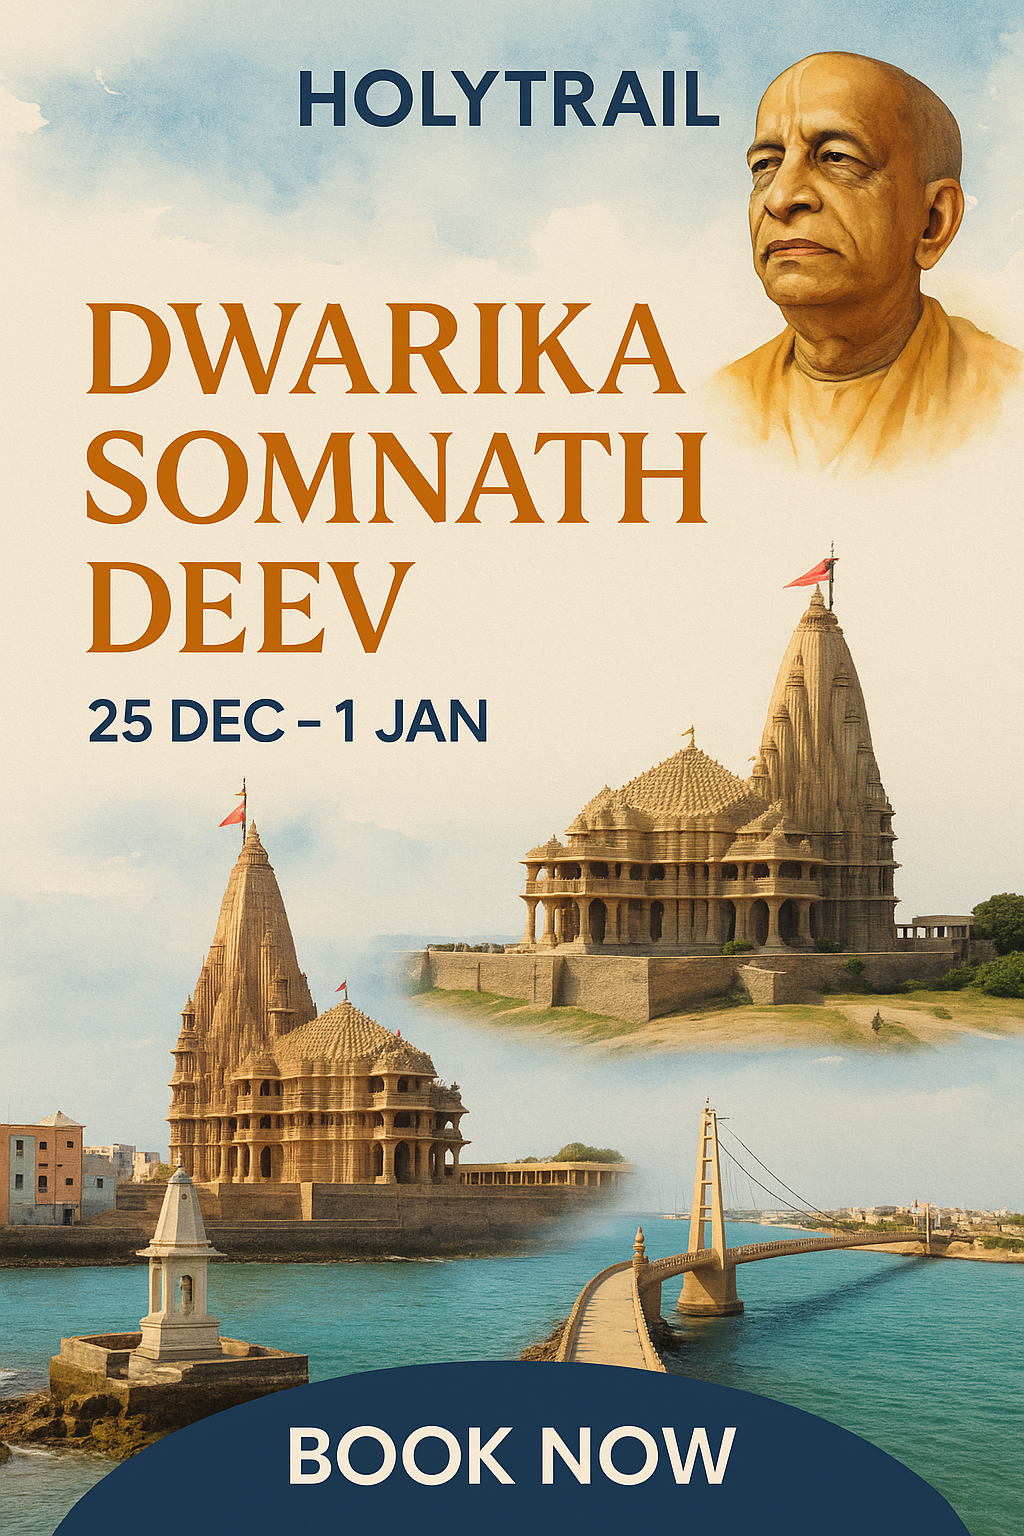 HOLYTRAIL
DWARIKA
SOMNATH
DEEV
25 DEC – 1 JAN
BOOK NOW